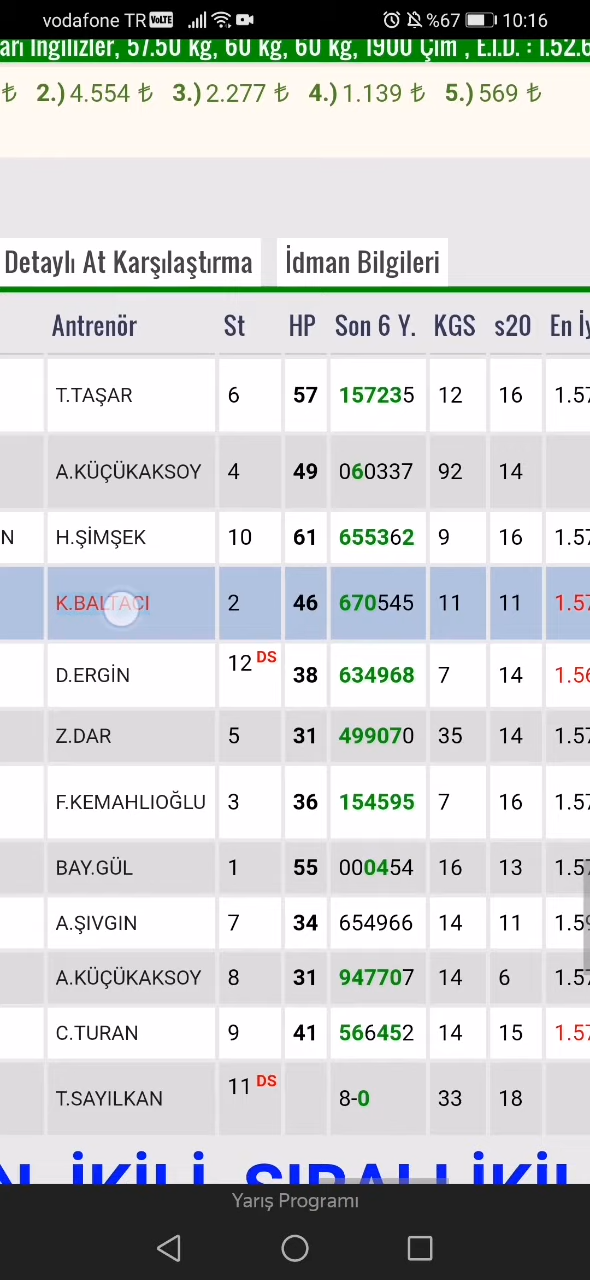 vodafone TR VoLTE %67 10:16
arı İngilizler, 57.50 kg, 60 kg, 60 kg, 1900 Çim , E.İ.D. : 1.52.6
₺ 2.) 4.554 ₺ 3.) 2.277 ₺ 4.) 1.139 ₺ 5.) 569 ₺
Detaylı At Karşılaştırma İdman Bilgileri
Antrenör St HP Son 6 Y. KGS s20 En İy
T.TAŞAR 6 57 157235 12 16 1.57
A.KÜÇÜKAKSOY 4 49 060337 92 14
N H.ŞİMŞEK 10 61 655362 9 16 1.57
K.BALTACI 2 46 670545 11 11 1.57
D.ERGİN 12 DS 38 634968 7 14 1.56
Z.DAR 5 31 499070 35 14 1.57
F.KEMAHLIOĞLU 3 36 154595 7 16 1.57
BAY.GÜL 1 55 000454 16 13 1.57
A.ŞIVGIN 7 34 654966 14 11 1.59
A.KÜÇÜKAKSOY 8 31 947707 14 6 1.57
C.TURAN 9 41 566452 14 15 1.57
T.SAYILKAN 11 DS 8-0 33 18
N, İKİLİ, SIRALI İKİL
Yarış Programı